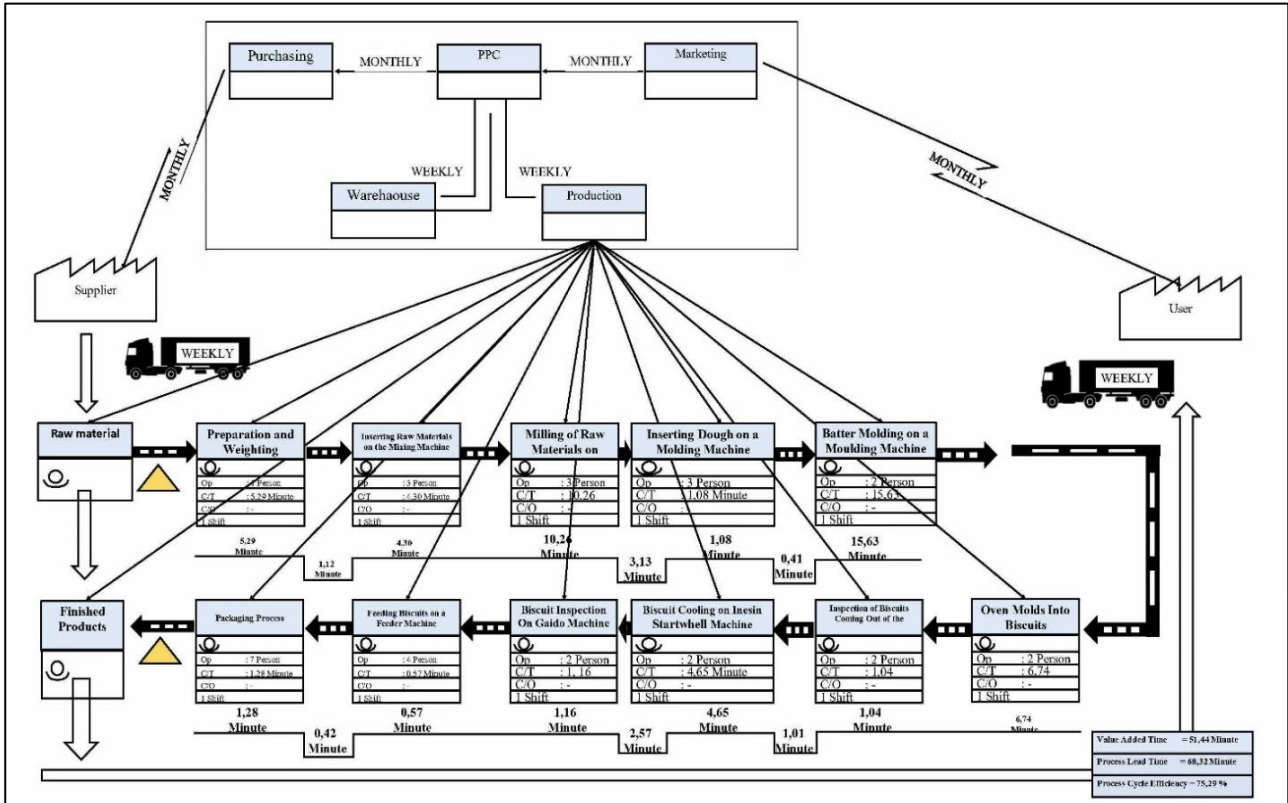 Purchasing
MONTHLY
PPC
MONTHLY
Marketing
MONTHLY
MONTHLY
WEEKLY
WEEKLY
Warehaouse
Production
Supplier
User
WEEKLY
WEEKLY
Raw material
Preparation and
Weighting
Op
Person
C/T : 5.29 Minute
C/O : -
1 Shift
Inserting Raw Materials
on the Mixing Machine
Op : 3 Person
C/T : 4.30 Minute
C/O : -
1 Shift
Milling of Raw
Materials on
Op : 3 Person
C/T : 10.26
C/O : -
1 Shift
Inserting Dough on a
Molding Machine
Op : 3 Person
C/T : 1,08 Minute
C/O : -
1 Shift
Batter Molding on a
Moulding Machine
Op : 2 Person
C/T : 15,63
C/O : -
1 Shift
5,29
Minute
1,12
Minute
4,30
Minute
10,26
Minute
3,13
Minute
1,08
Minute
0,41
Minute
15,63
Minute
Finished
Products
Packaging Process
Op : 7 Person
C/T : 1,28 Minute
C/O : -
1 Shift
Feeding Biscuits on a
Feeder Machine
Op : 4 Person
C/T : 0,57 Minute
C/O : -
1 Shift
Biscuit Inspection
On Gaido Machine
Op : 2 Person
C/T : 1, 16
C/O : -
1 Shift
Biscuit Cooling on Inesin
Startwhell Machine
Op : 2 Person
C/T : 4,65 Minute
C/O : -
1 Shift
Inspection of Biscuits
Coming Out of the
Op : 2 Person
C/T : 1,04
C/O : -
1 Shift
Oven Molds Into
Biscuits
Op : 2 Person
C/T : 6,74
C/O : -
1 Shift
1,28
Minute
0,42
Minute
0,57
Minute
1,16
Minute
2,57
Minute
4,65
Minute
1,01
Minute
1,04
Minute
6,74
Minute
Value Added Time = 51,44 Minute
Process Lead Time = 68,32 Minute
Process Cycle Efficiency = 75,29 %